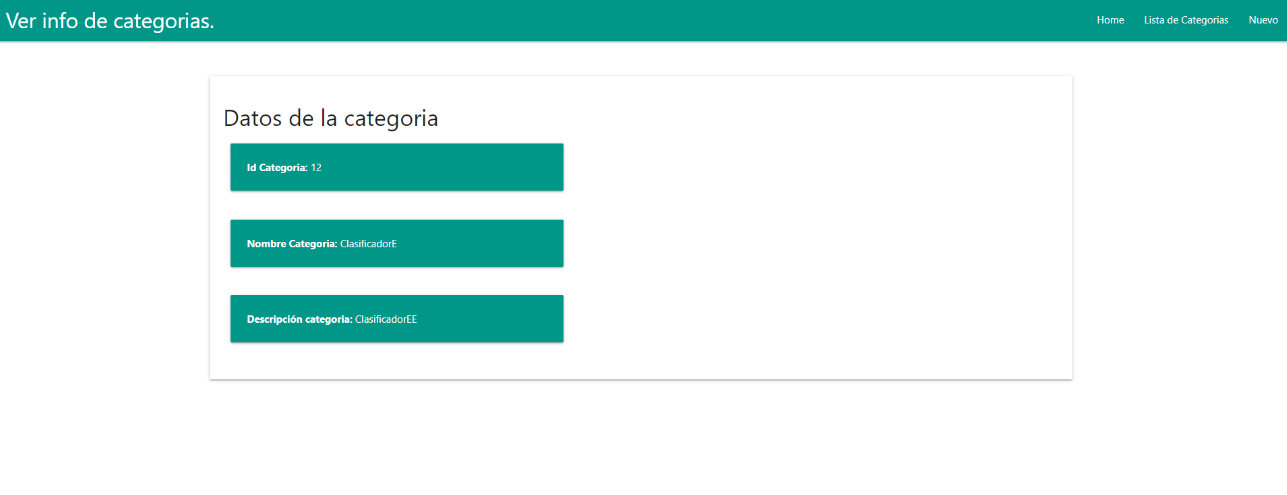 Ver info de categorias.
Home Lista de Categorias Nuevo
Datos de la categoria
Id Categoria: 12
Nombre Categoria: ClasificadorE
Descripción categoria: ClasificadorEE